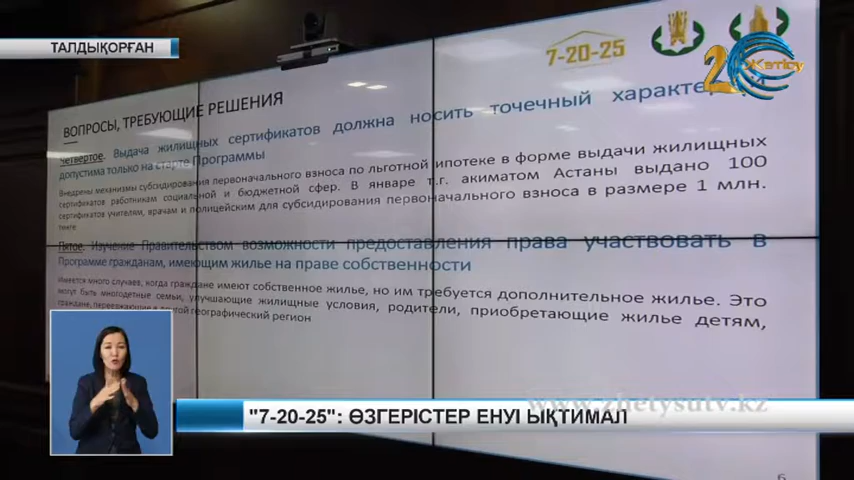 ТАЛДЫҚОРҒАН
7-20-25
20
Жетісу
ВОПРОСЫ, ТРЕБУЮЩИЕ РЕШЕНИЯ
Четвертое. Выдача жилищных сертификатов должна носить точечный характер и
допустима только на старте Программы
Внедрены механизмы субсидирования первоначального взноса по льготной ипотеке в форме выдачи жилищных
сертификатов работникам социальной и бюджетной сфер. В январе т.г. акиматом Астаны выдано 100
сертификатов учителям, врачам и полицейским для субсидирования первоначального взноса в размере 1 млн.
тенге
Пятое. Изучение Правительством возможности предоставления права участвовать в
Программе гражданам, имеющим жилье на праве собственности
Имеется много случаев, когда граждане имеют собственное жилье, но им требуется дополнительное жилье. Это
могут быть многодетные семьи, улучшающие жилищные условия, родители, приобретающие жилье детям,
граждане, переезжающие в другой географический регион
www.zhetysutv.kz
"7-20-25": ӨЗГЕРІСТЕР ЕНУІ ЫҚТИМАЛ
6